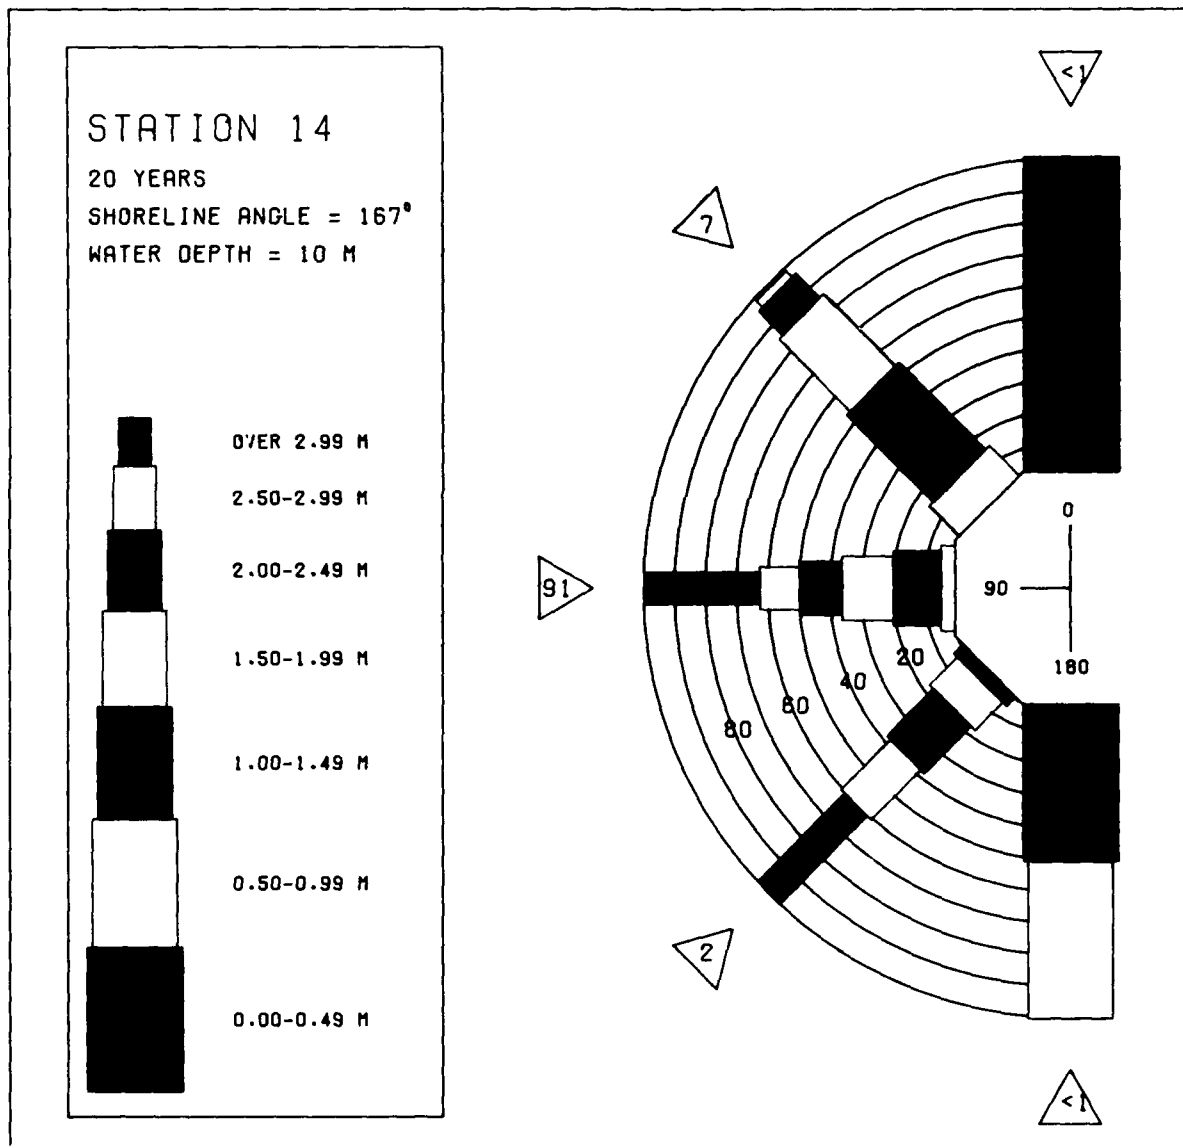 STATION 14
20 YEARS
SHORELINE ANGLE = 167°
WATER DEPTH = 10 M
OVER 2.99 M
2.50-2.99 M
2.00-2.49 M
1.50-1.99 M
1.00-1.49 M
0.50-0.99 M
0.00-0.49 M
<1
7
91
0
90
180
20
40
60
80
2
<1